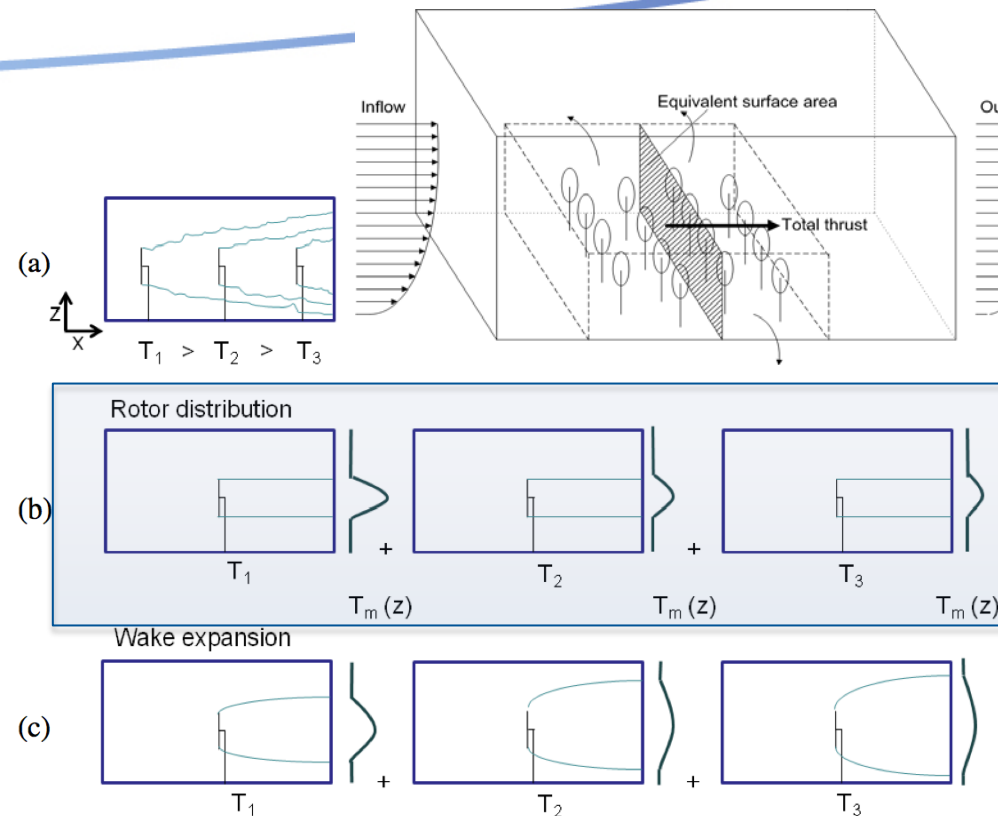 Inflow
Equivalent surface area
Ou
Total thrust
(a)
Z
X
T₁ > T₂ > T₃
Rotor distribution
(b)
+ +
T₁ T₂ T₃
Tₘ (z) Tₘ (z) Tₘ (z)
Wake expansion
(c)
+ +
T₁ T₂ T₃